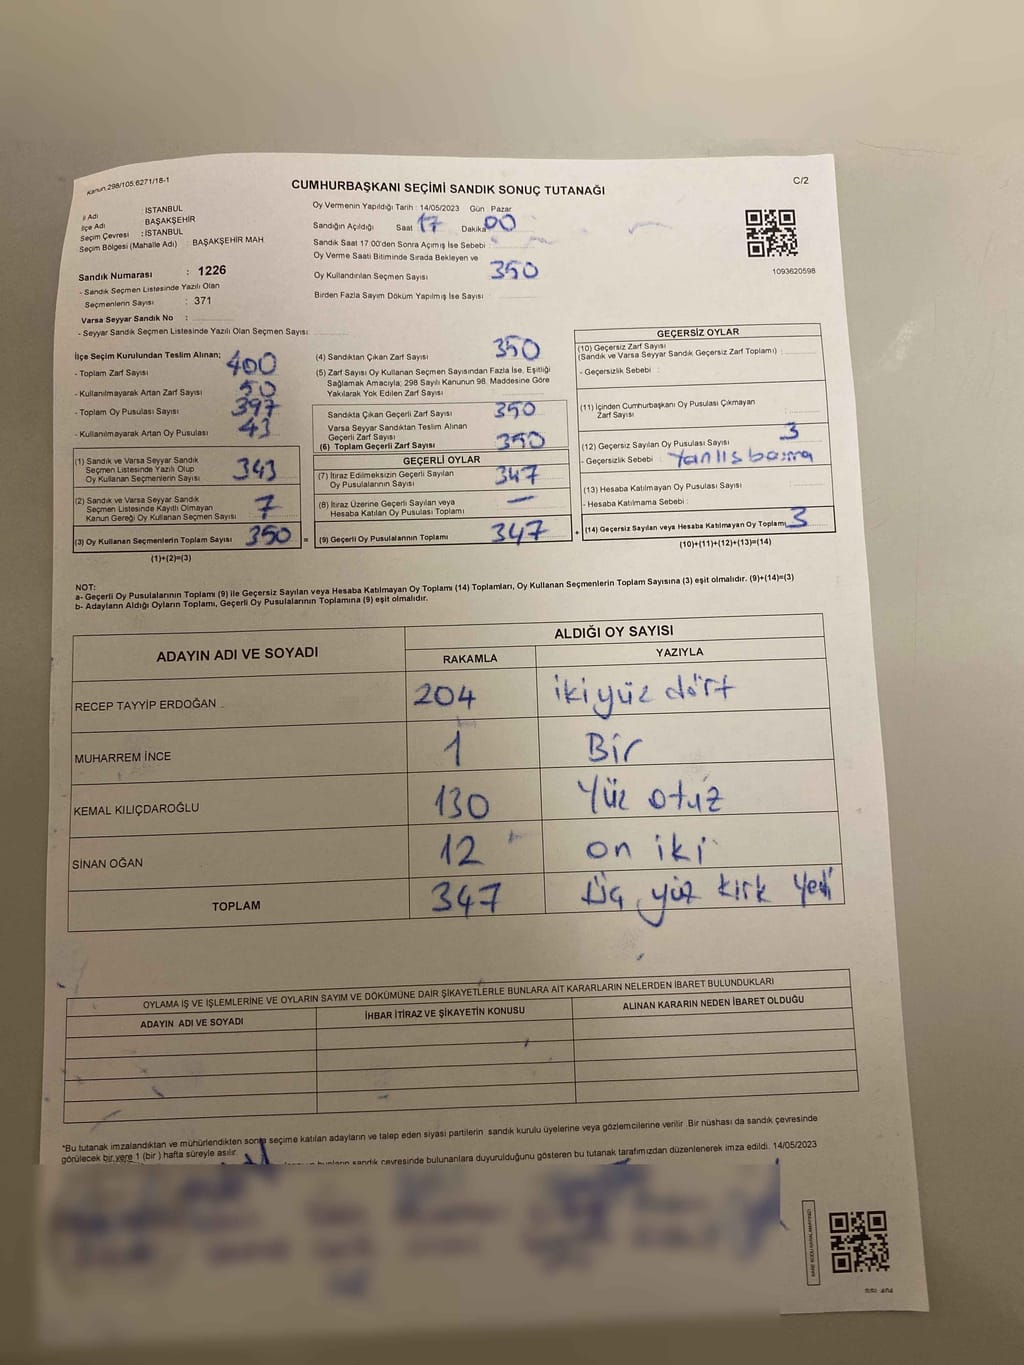 Kanun 298/105 6271/18-1
CUMHURBAŞKANI SEÇİMİ SANDIK SONUÇ TUTANAĞI
C/2
İl Adı : İSTANBUL
İlçe Adı : BAŞAKŞEHİR
Seçim Çevresi : İSTANBUL
Seçim Bölgesi (Mahalle Adı) : BAŞAKŞEHİR MAH
Sandık Numarası : 1226
- Sandık Seçmen Listesinde Yazılı Olan
Seçmenlerin Sayısı : 371
Varsa Seyyar Sandık No :
- Seyyar Sandık Seçmen Listesinde Yazılı Olan Seçmen Sayısı:
Oy Vermenin Yapıldığı Tarih : 14/05/2023 Gün : Pazar
Sandığın Açıldığı Saat 17 Dakika 00
Sandık Saat 17.00'den Sonra Açılmış İse Sebebi :
Oy Verme Saati Bitiminde Sırada Bekleyen ve
Oy Kullandırılan Seçmen Sayısı 350
Birden Fazla Sayım Döküm Yapılmış İse Sayısı
1093620598
İlçe Seçim Kurulundan Teslim Alınan;
- Toplam Zarf Sayısı 400
- Kullanılmayarak Artan Zarf Sayısı 50
- Toplam Oy Pusulası Sayısı 397
- Kullanılmayarak Artan Oy Pusulası 43
(1) Sandık ve Varsa Seyyar Sandık
Seçmen Listesinde Yazılı Olup
Oy Kullanan Seçmenlerin Sayısı 343
(2) Sandık ve Varsa Seyyar Sandık
Seçmen Listesinde Kayıtlı Olmayan
Kanun Gereği Oy Kullanan Seçmen Sayısı 7
(3) Oy Kullanan Seçmenlerin Toplam Sayısı 350 =
(1)+(2)=(3)
(4) Sandıktan Çıkan Zarf Sayısı 350
(5) Zarf Sayısı Oy Kullanan Seçmen Sayısından Fazla İse, Eşitliği
Sağlamak Amacıyla; 298 Sayılı Kanunun 98. Maddesine Göre
Yakılarak Yok Edilen Zarf Sayısı
Sandıkta Çıkan Geçerli Zarf Sayısı 350
Varsa Seyyar Sandıktan Teslim Alınan
Geçerli Zarf Sayısı
(6) Toplam Geçerli Zarf Sayısı 350
GEÇERLİ OYLAR
(7) İtiraz Edilmeksizin Geçerli Sayılan
Oy Pusulalarının Sayısı 347
(8) İtiraz Üzerine Geçerli Sayılan veya
Hesaba Katılan Oy Pusulası Toplamı —
(9) Geçerli Oy Pusulalarının Toplamı 347 +
GEÇERSİZ OYLAR
(10) Geçersiz Zarf Sayısı
(Sandık ve Varsa Seyyar Sandık Geçersiz Zarf Toplamı) :
- Geçersizlik Sebebi :
(11) İçinden Cumhurbaşkanı Oy Pusulası Çıkmayan
Zarf Sayısı :
(12) Geçersiz Sayılan Oy Pusulası Sayısı 3
- Geçersizlik Sebebi : Yanlış basma
(13) Hesaba Katılmayan Oy Pusulası Sayısı
- Hesaba Katılmama Sebebi :
(14) Geçersiz Sayılan veya Hesaba Katılmayan Oy Toplamı 3
(10)+(11)+(12)+(13)=(14)
NOT:
a- Geçerli Oy Pusulalarının Toplamı (9) ile Geçersiz Sayılan veya Hesaba Katılmayan Oy Toplamı (14) Toplamları, Oy Kullanan Seçmenlerin Toplam Sayısına (3) eşit olmalıdır. (9)+(14)=(3)
b- Adayların Aldığı Oyların Toplamı, Geçerli Oy Pusulalarının Toplamına (9) eşit olmalıdır.
ADAYIN ADI VE SOYADI
ALDIĞI OY SAYISI
RAKAMLA YAZIYLA
RECEP TAYYİP ERDOĞAN 204 ikiyüz dört
MUHARREM İNCE 1 Bir
KEMAL KILIÇDAROĞLU 130 Yüz otuz
SİNAN OĞAN 12 on iki
TOPLAM 347 Üç yüz kırk Yedi
OYLAMA İŞ VE İŞLEMLERİNE VE OYLARIN SAYIM VE DÖKÜMÜNE DAİR ŞİKAYETLERLE BUNLARA AİT KARARLARIN NELERDEN İBARET BULUNDUKLARI
ADAYIN ADI VE SOYADI İHBAR İTİRAZ VE ŞİKAYETİN KONUSU ALINAN KARARIN NEDEN İBARET OLDUĞU
*Bu tutanak imzalandıktan ve mühürlendikten sonra seçime katılan adayların ve talep eden siyasi partilerin sandık kurulu üyelerine veya gözlemcilerine verilir. Bir nüshası da sandık çevresinde
görülecek bir yere 1 (bir) hafta süreyle asılır.
bunların sandık çevresinde bulunanlara duyurulduğunu gösteren bu tutanak tarafımızdan düzenlenerek imza edildi. 14/05/2023